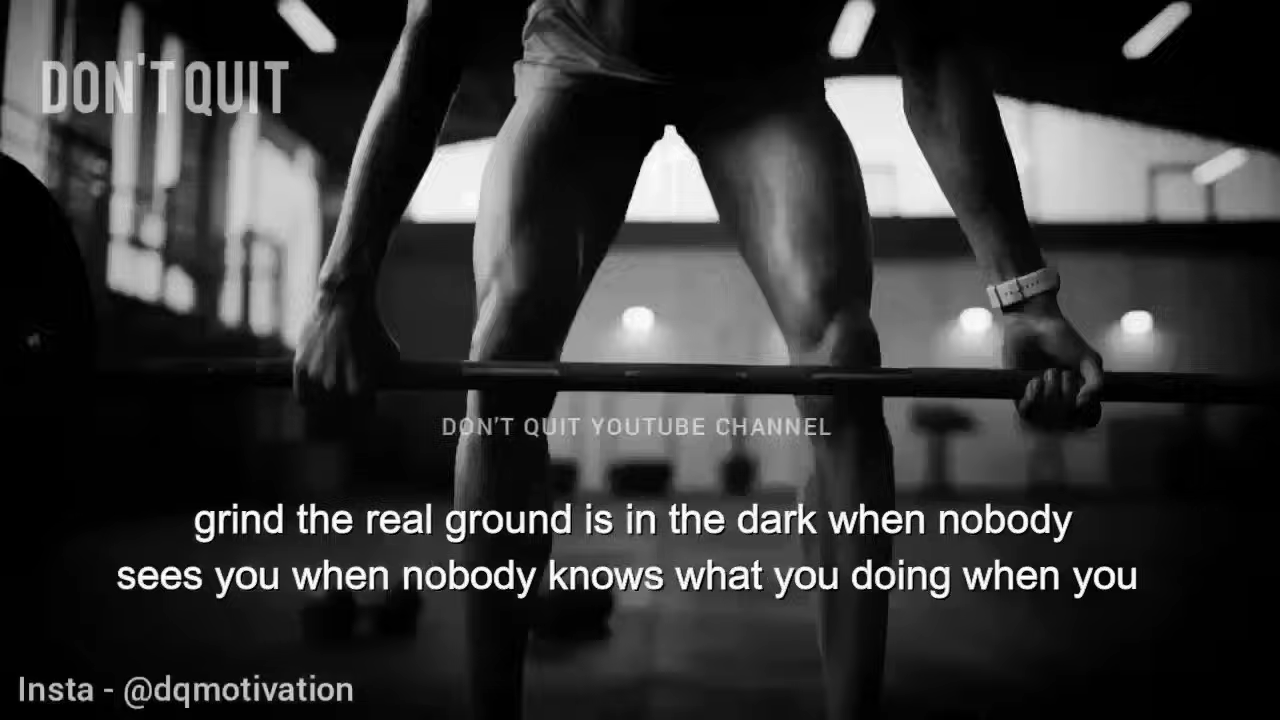 DON'T QUIT
DON'T QUIT YOUTUBE CHANNEL
grind the real ground is in the dark when nobody
sees you when nobody knows what you doing when you
Insta - @dqmotivation